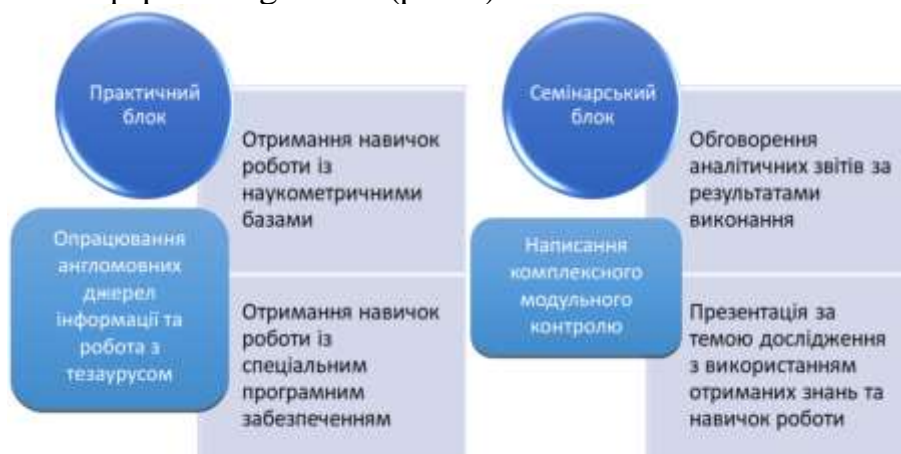 Практичний
блок
Отримання навичок
роботи із
наукометричними
базами
Опрацювання
англомовних
джерел
інформації та
робота з
тезаурусом
Отримання навичок
роботи із
спеціальним
програмним
забезпеченням
Семінарський
блок
Обговорення
аналітичних звітів за
результатами
виконання
Написання
комплексного
модульного
контролю
Презентація за
темою дослідження
з використанням
отриманих знань та
навичок роботи